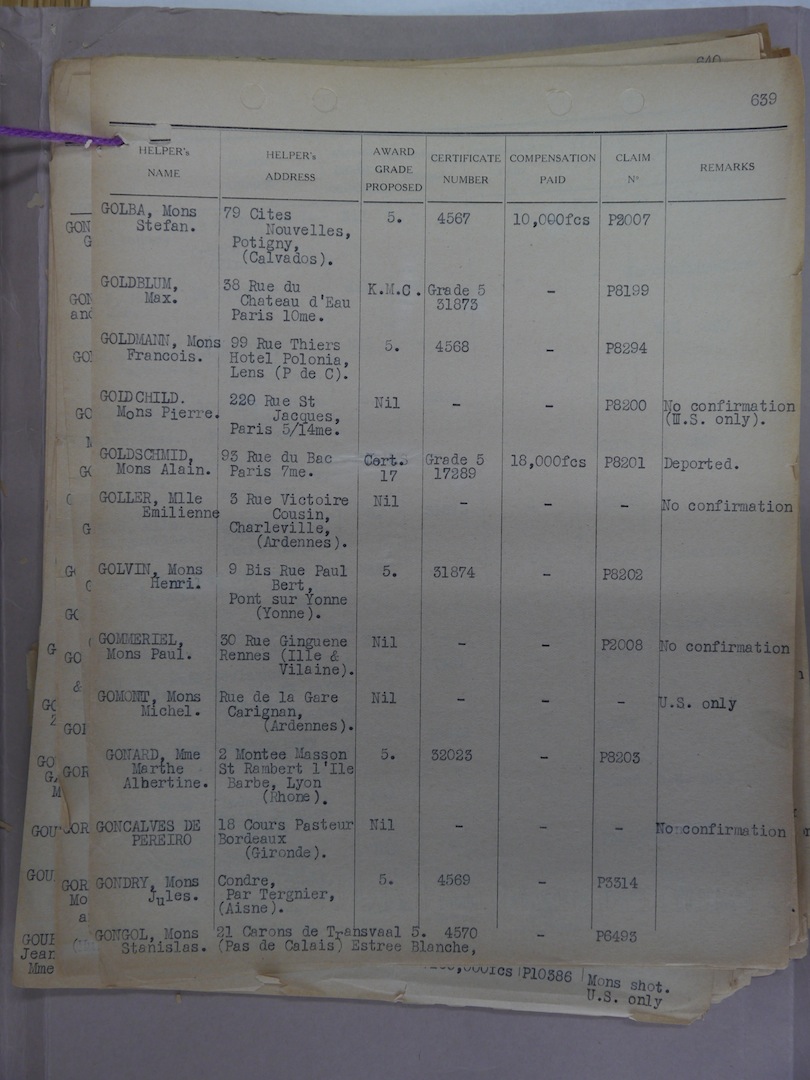 640
639
HELPER's NAME | HELPER's ADDRESS | AWARD GRADE PROPOSED | CERTIFICATE NUMBER | COMPENSATION PAID | CLAIM N° | REMARKS
GOLBA, Mons 79 Cites 5. 4567 10,000fcs P2007
Stefan. Nouvelles,
Potigny,
(Calvados).
GOLDBLUM, 38 Rue du K.M.C. Grade 5 - P8199
Max. Chateau d'Eau 31873
Paris 10me.
GOLDMANN, Mons 99 Rue Thiers 5. 4568 - P8294
Francois. Hotel Polonia,
Lens (P de C).
GOLDCHILD. 220 Rue St Nil - - P8200 No confirmation
Mons Pierre. Jacques, (U.S. only).
Paris 5/14me.
GOLDSCHMID, 93 Rue du Bac Cert. Grade 5 18,000fcs P8201 Deported.
Mons Alain. Paris 7me. 17 17289
GOLLER, Mlle 3 Rue Victoire Nil - - - No confirmation
Emilienne Cousin,
Charleville,
(Ardennes).
GOLVIN, Mons 9 Bis Rue Paul 5. 31874 - P8202
Henri. Bert,
Pont sur Yonne
(Yonne).
GOMMERIEL, 30 Rue Ginguene Nil - - P2008 No confirmation
Mons Paul. Rennes (Ille &
Vilaine).
GOMONT, Mons Rue de la Gare Nil - - - U.S. only
Michel. Carignan,
(Ardennes).
GONARD, Mme 2 Montee Masson 5. 32023 - P8203
Marthe St Rambert l'Ile
Albertine. Barbe, Lyon
(Rhone).
GONCALVES DE 18 Cours Pasteur Nil - - - No confirmation
PEREIRO Bordeaux
(Gironde).
GONDRY, Mons Condre, 5. 4569 - P3314
Jules. Par Tergnier,
(Aisne).
GONGOL, Mons 21 Carons de Transvaal 5. 4570 - P6493
Stanislas. (Pas de Calais) Estree Blanche,
P10386 Mons shot.
U.S. only